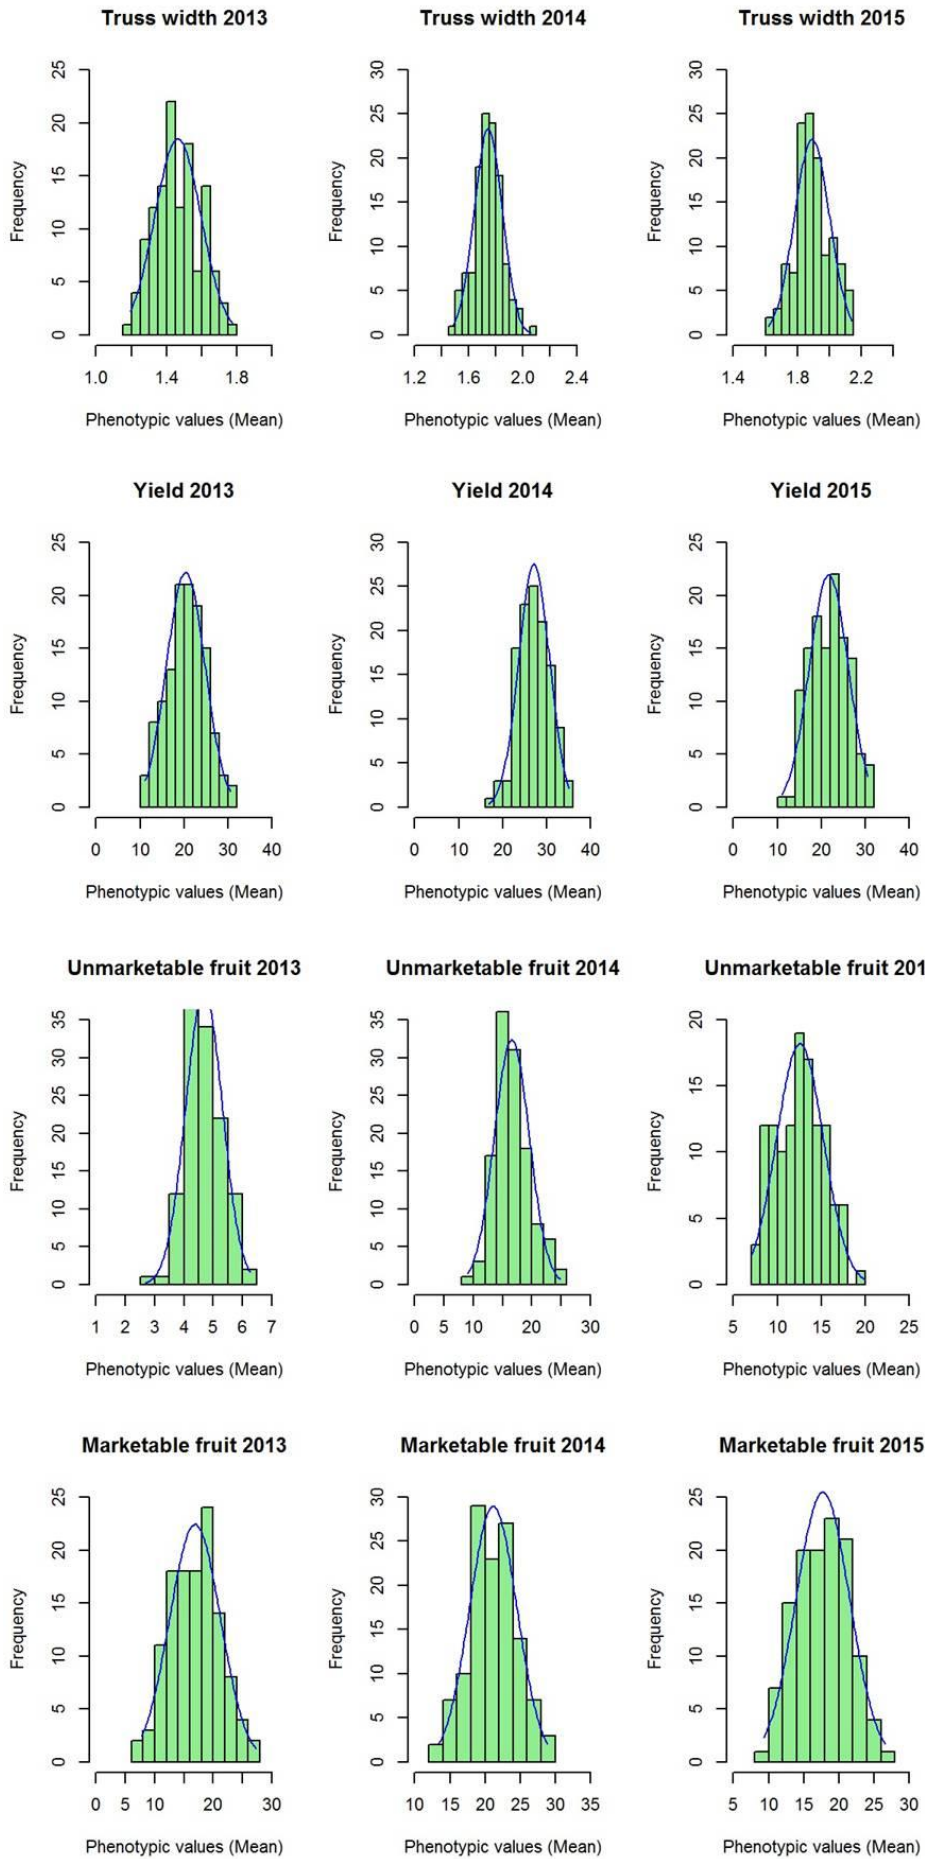 Truss width 2013
Truss width 2014
Truss width 2015
Frequency
0 5 10 15 20 25
1.0 1.4 1.8
Phenotypic values (Mean)
Frequency
0 5 10 15 20 25 30
1.2 1.6 2.0 2.4
Phenotypic values (Mean)
Frequency
0 5 10 15 20 25 30
1.4 1.8 2.2
Phenotypic values (Mean)
Yield 2013
Yield 2014
Yield 2015
Frequency
0 5 10 15 20 25
0 10 20 30 40
Phenotypic values (Mean)
Frequency
0 5 10 15 20 25 30
0 10 20 30 40
Phenotypic values (Mean)
Frequency
0 5 10 15 20 25
0 10 20 30 40
Phenotypic values (Mean)
Unmarketable fruit 2013
Unmarketable fruit 2014
Unmarketable fruit 201
Frequency
0 5 10 15 20 25 30 35
1 2 3 4 5 6 7
Phenotypic values (Mean)
Frequency
0 5 10 15 20 25 30 35
0 5 10 20 30
Phenotypic values (Mean)
Frequency
0 5 10 15 20
5 10 15 20 25
Phenotypic values (Mean)
Marketable fruit 2013
Marketable fruit 2014
Marketable fruit 2015
Frequency
0 5 10 15 20 25
0 5 10 20 30
Phenotypic values (Mean)
Frequency
0 5 10 15 20 25 30
10 15 20 25 30 35
Phenotypic values (Mean)
Frequency
0 5 10 15 20 25
5 10 15 20 25 30
Phenotypic values (Mean)